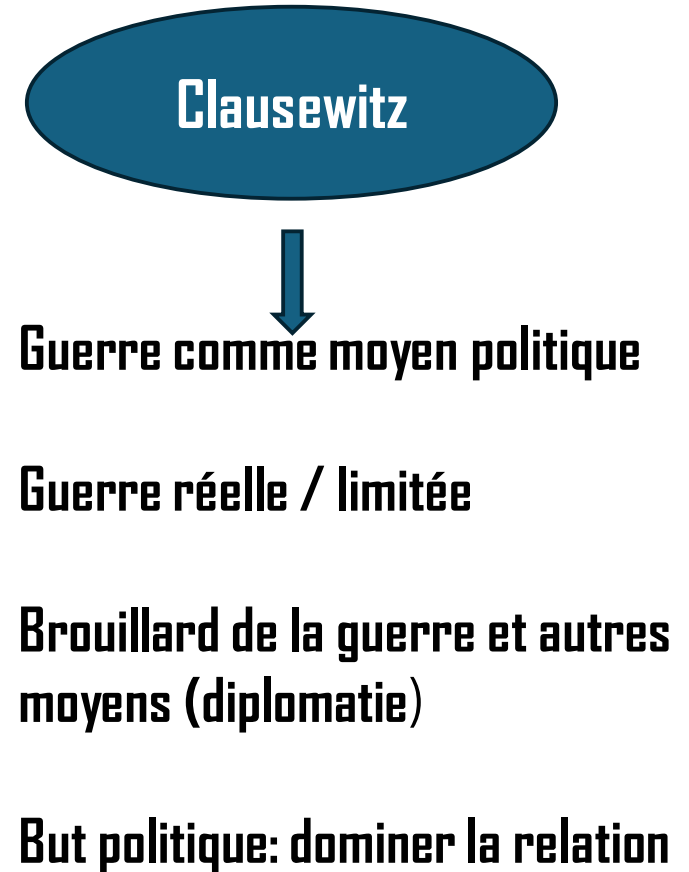 Clausewitz
Guerre comme moyen politique
Guerre réelle / limitée
Brouillard de la guerre et autres
moyens (diplomatie)
But politique: dominer la relation